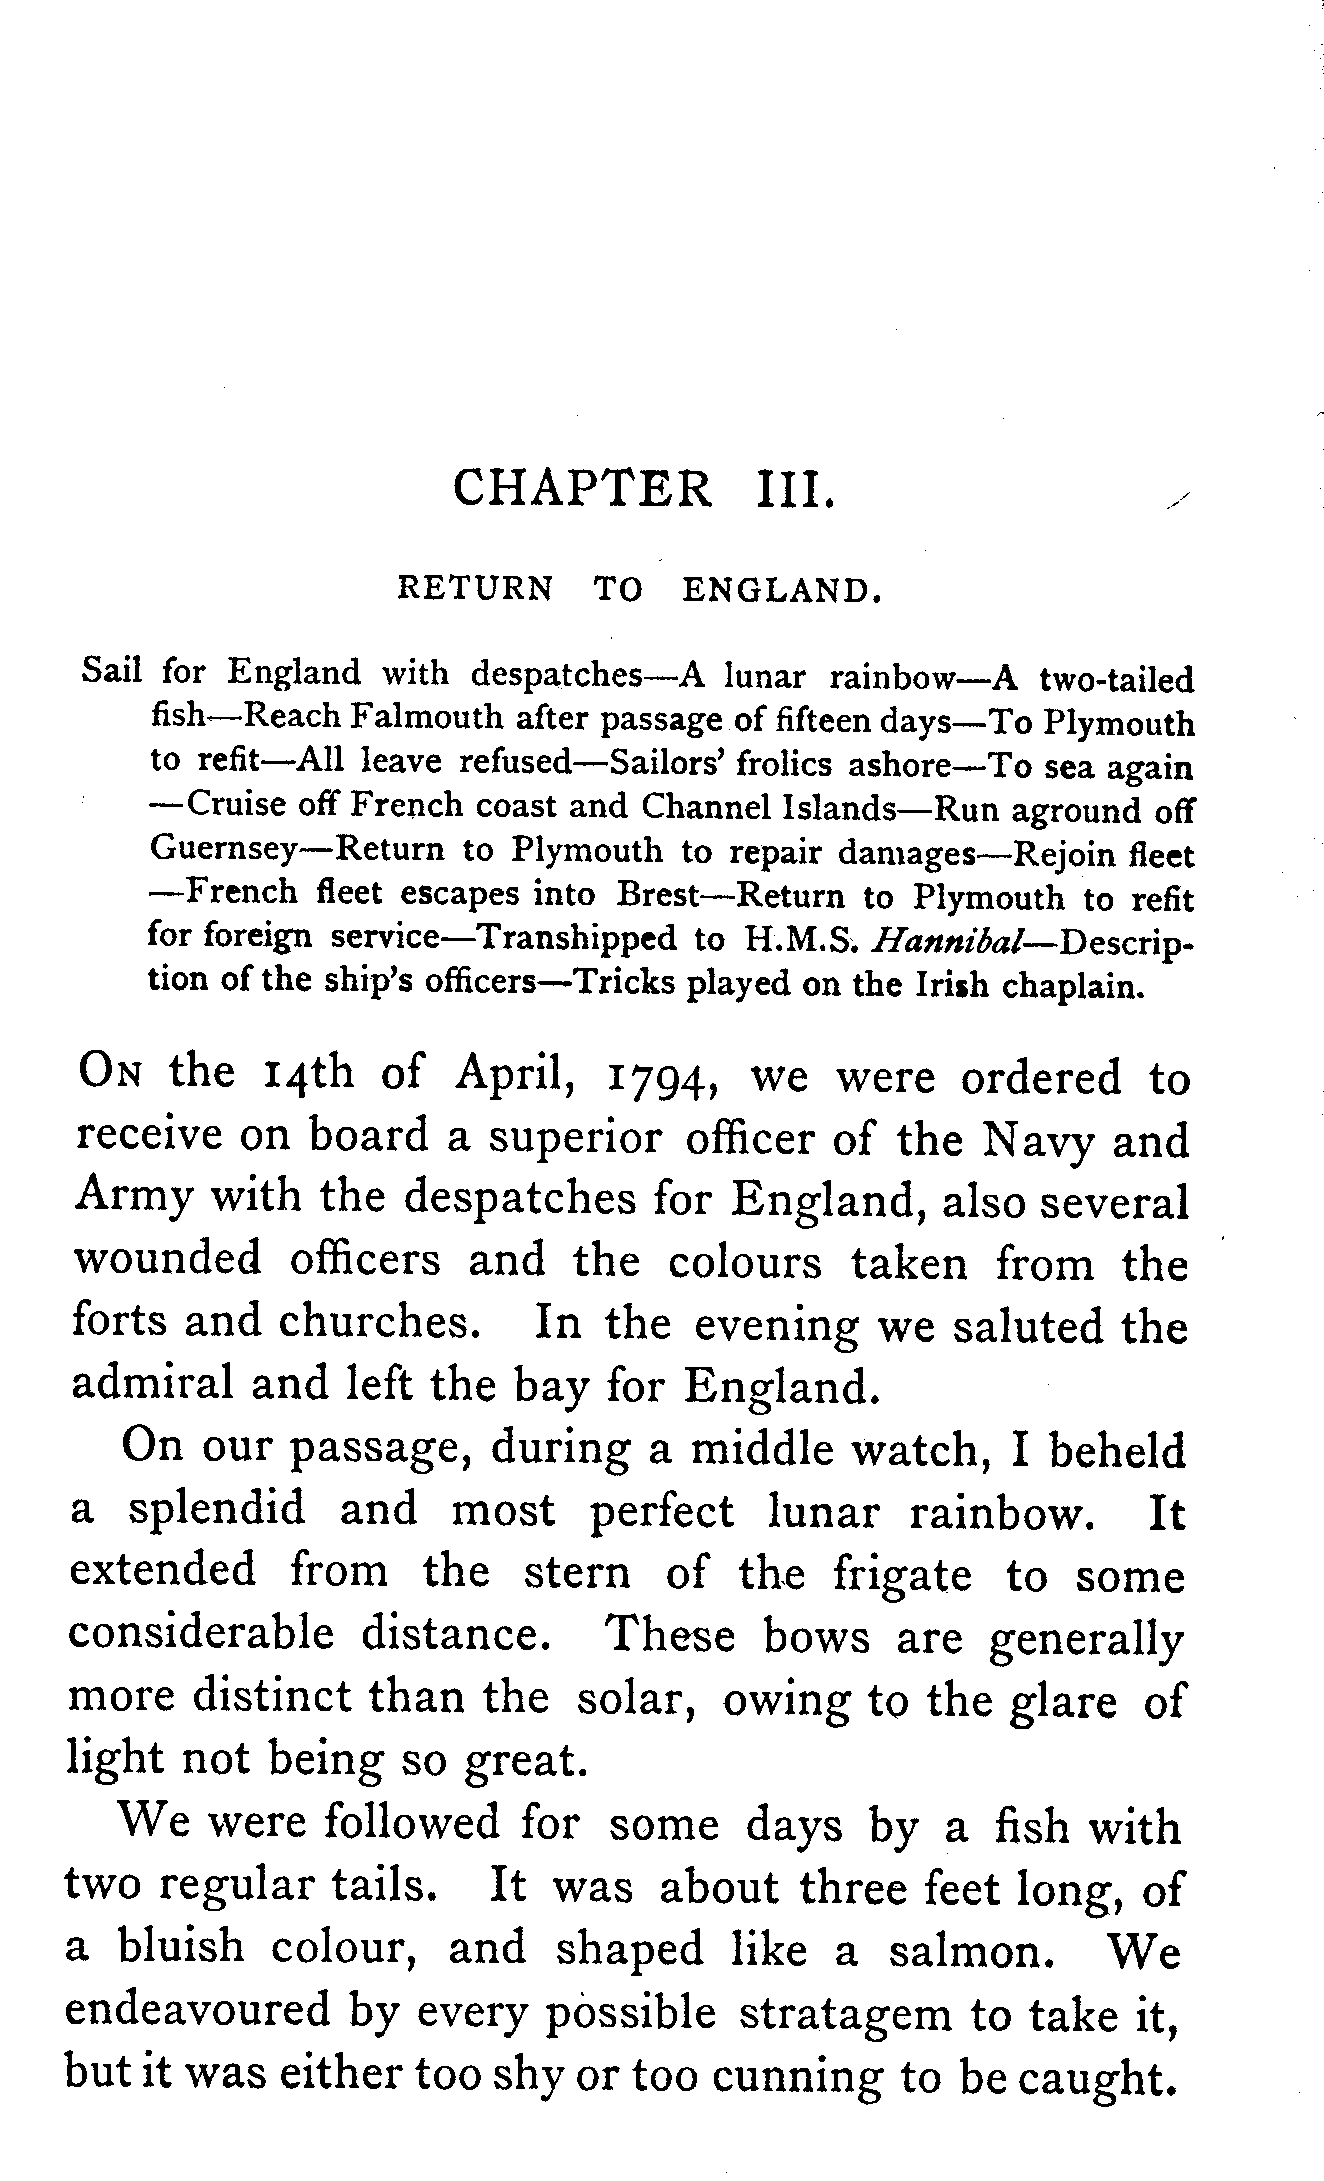 CHAPTER III.
RETURN TO ENGLAND.
Sail for England with despatches—A lunar rainbow—A two-tailed
fish—Reach Falmouth after passage of fifteen days—To Plymouth
to refit—All leave refused—Sailors' frolics ashore—To sea again
—Cruise off French coast and Channel Islands—Run aground off
Guernsey—Return to Plymouth to repair damages—Rejoin fleet
—French fleet escapes into Brest—Return to Plymouth to refit
for foreign service—Transhipped to H.M.S. Hannibal—Descrip-
tion of the ship's officers—Tricks played on the Irish chaplain.
ON the 14th of April, 1794, we were ordered to
receive on board a superior officer of the Navy and
Army with the despatches for England, also several
wounded officers and the colours taken from the
forts and churches. In the evening we saluted the
admiral and left the bay for England.
On our passage, during a middle watch, I beheld
a splendid and most perfect lunar rainbow. It
extended from the stern of the frigate to some
considerable distance. These bows are generally
more distinct than the solar, owing to the glare of
light not being so great.
We were followed for some days by a fish with
two regular tails. It was about three feet long, of
a bluish colour, and shaped like a salmon. We
endeavoured by every possible stratagem to take it,
but it was either too shy or too cunning to be caught.